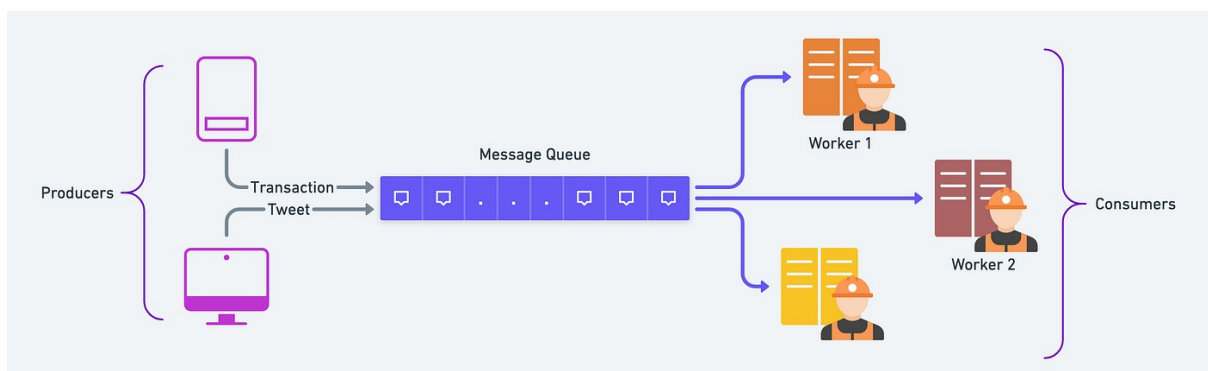 Producers
Transaction
Tweet
Message Queue
. . .
Worker 1
Worker 2
Consumers